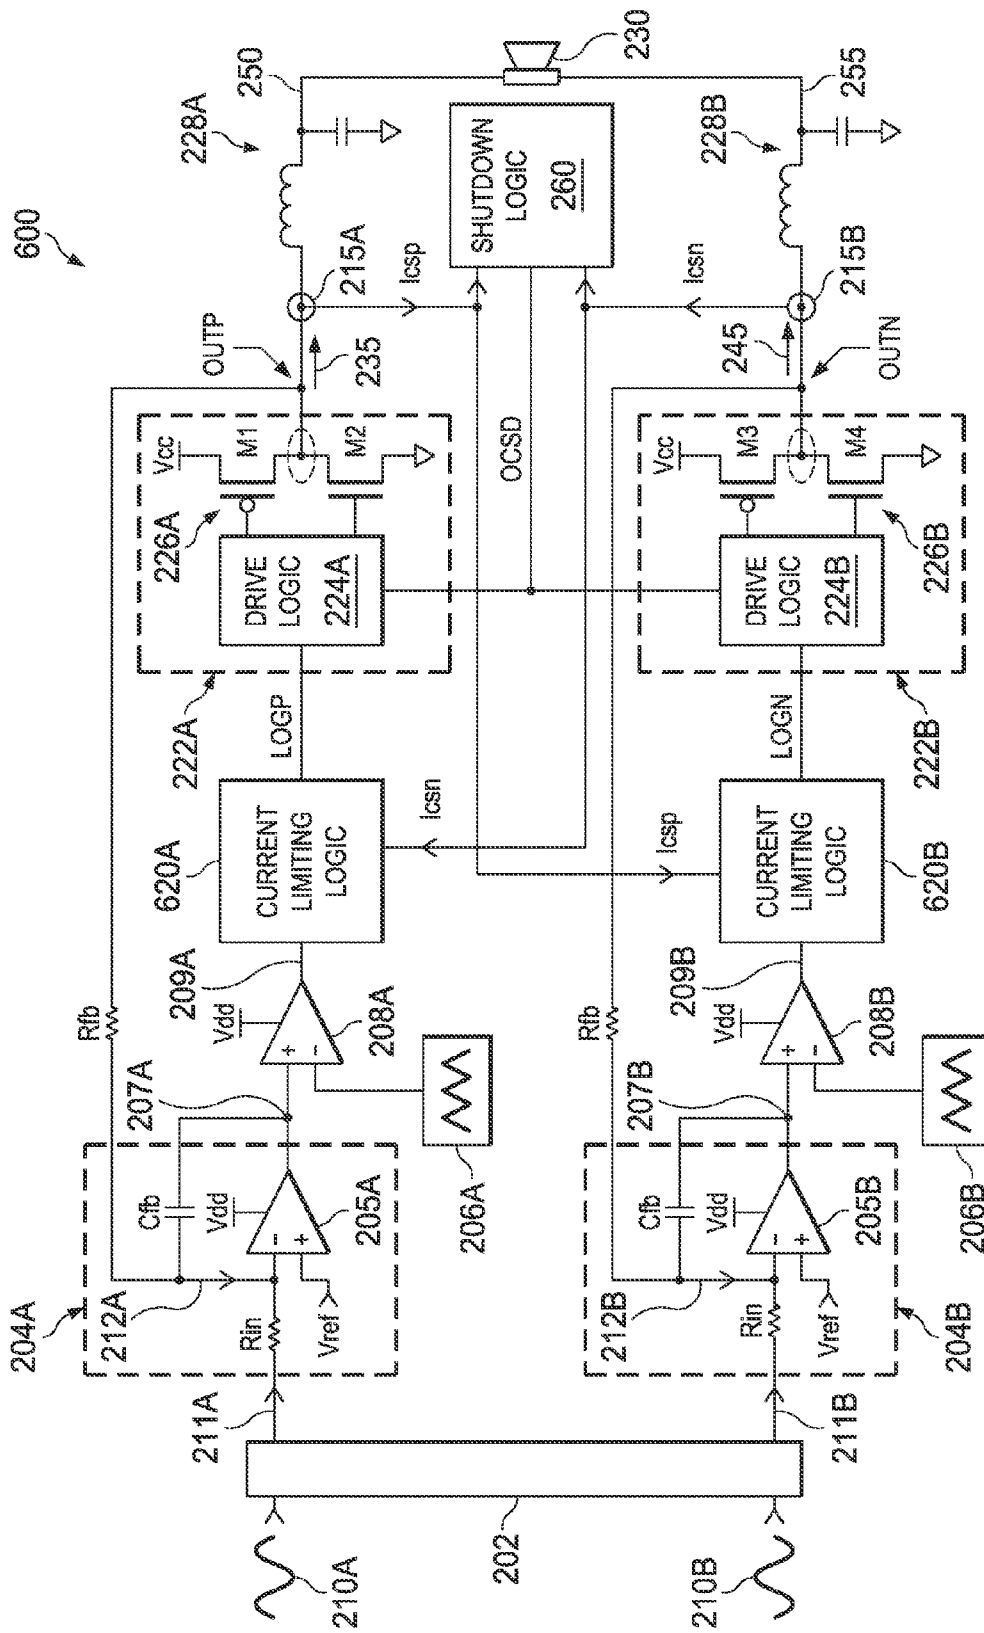 600
210A
210B
202
211A
211B
204A
212A
Rin
Vref
Cfb
Vdd
205A
206A
207A
Rfb
Vdd
208A
209A
620A
CURRENT
LIMITING
LOGIC
Icsn
LOGP
222A
DRIVE
LOGIC
224A
226A
Vcc
M1
M2
OUTP
235
215A
Icsp
228A
250
230
SHUTDOWN
LOGIC
260
OCSD
204B
212B
Rin
Vref
Cfb
Vdd
205B
206B
207B
Rfb
Vdd
208B
209B
620B
CURRENT
LIMITING
LOGIC
Icsp
LOGN
222B
DRIVE
LOGIC
224B
226B
Vcc
M3
M4
OUTN
245
215B
Icsn
228B
255